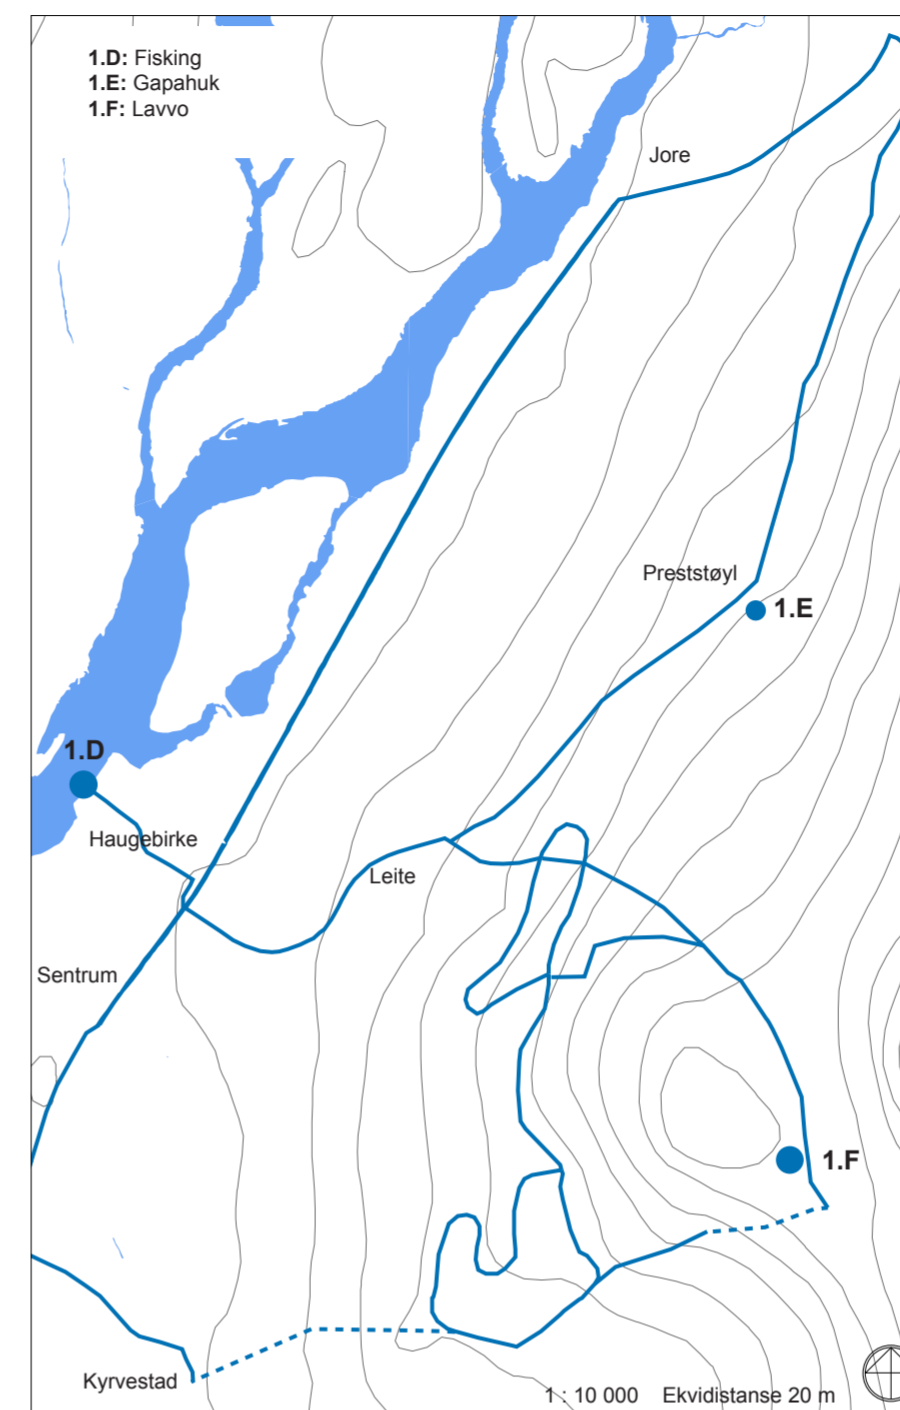 1.D: Fisking
1.E: Gapahuk
1.F: Lavvo
Jore
Preststøyl
1.E
1.D
Haugebirke
Leite
Sentrum
1.F
Kyrvestad
1 : 10 000 Ekvidistanse 20 m